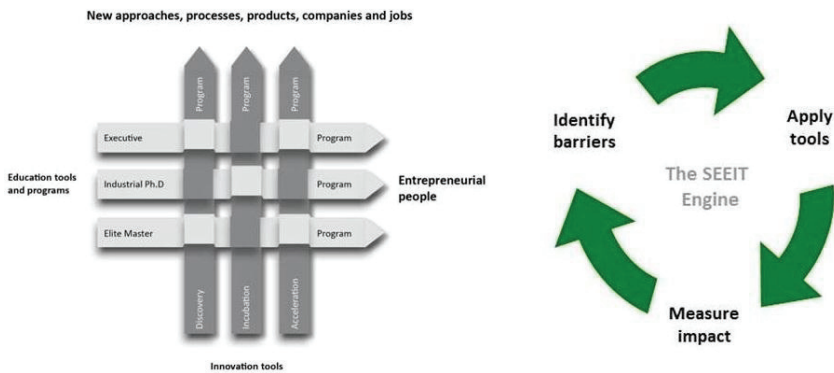 New approaches, processes, products, companies and jobs
Program
Program
Program
Executive
Program
Education tools
and programs
Industrial Ph.D
Program
Entrepreneurial
people
Elite Master
Program
Discovery
Incubation
Acceleration
Innovation tools
Identify
barriers
Apply
tools
The SEEIT
Engine
Measure
impact